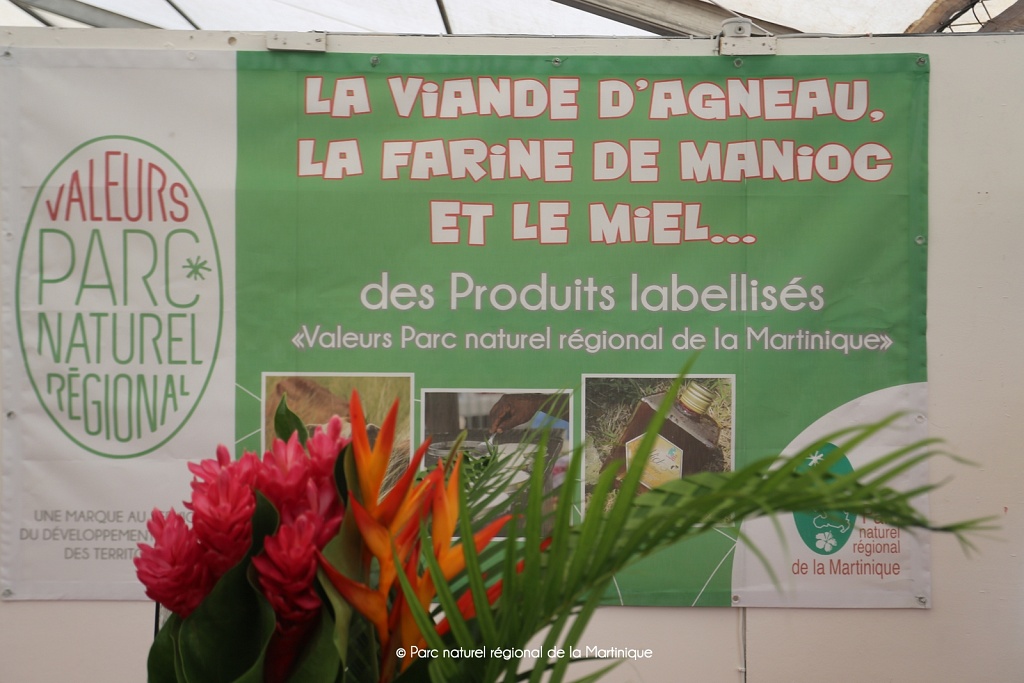 VALEURS
PARC
NATUREL
RÉGIONAL
UNE MARQUE AU
DU DÉVELOPPEMENT
DES
LA VIANDE D'AGNEAU,
LA FARINE DE MANIOC
ET LE MIEL...
des Produits labellisés
«Valeurs Parc naturel régional de la Martinique»
naturel
régional
de la Martinique
© Parc naturel régional de la Martinique